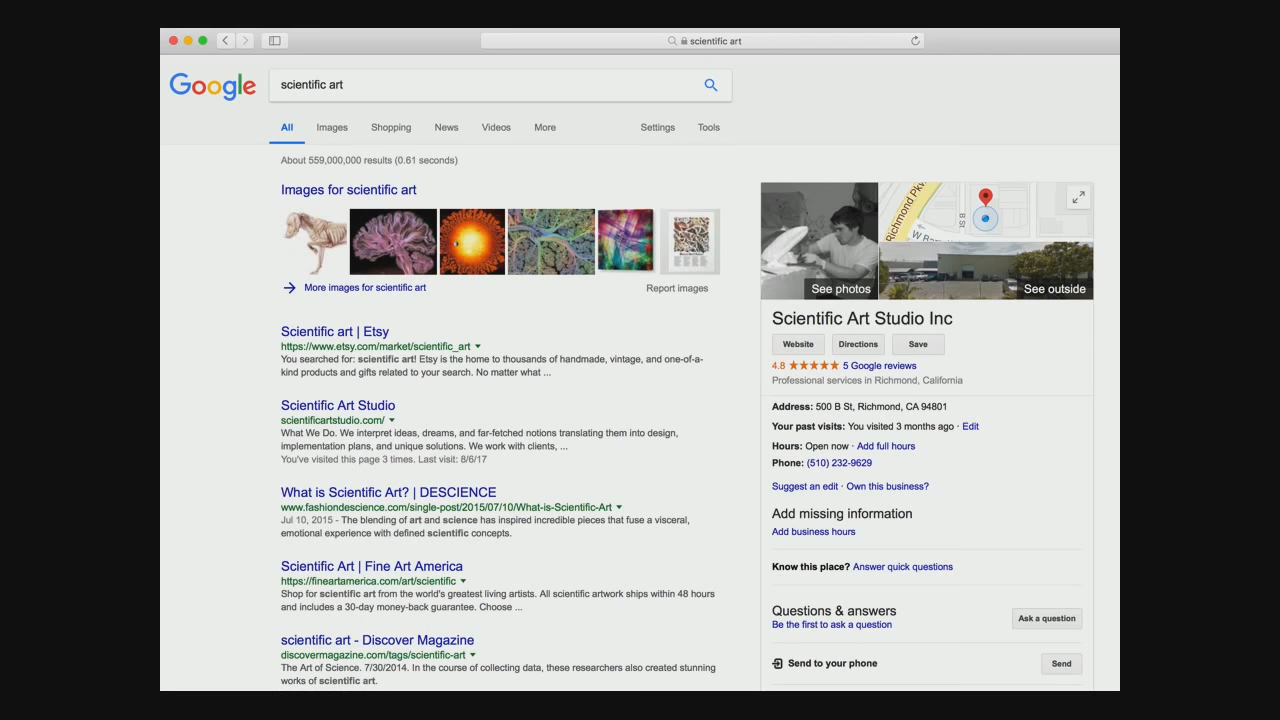 scientific art
Google
scientific art
All Images Shopping News Videos More Settings Tools
About 559,000,000 results (0.61 seconds)
Images for scientific art
More images for scientific art
Report images
Scientific art | Etsy
https://www.etsy.com/market/scientific_art
You searched for: scientific art! Etsy is the home to thousands of handmade, vintage, and one-of-a-
kind products and gifts related to your search. No matter what ...
Scientific Art Studio
scientificartstudio.com/
What We Do. We interpret ideas, dreams, and far-fetched notions translating them into design,
implementation plans, and unique solutions. We work with clients, ...
You've visited this page 3 times. Last visit: 8/6/17
What is Scientific Art? | DESCIENCE
www.fashiondescience.com/single-post/2015/07/10/What-is-Scientific-Art
Jul 10, 2015 - The blending of art and science has inspired incredible pieces that fuse a visceral,
emotional experience with defined scientific concepts.
Scientific Art | Fine Art America
https://fineartamerica.com/art/scientific
Shop for scientific art from the world's greatest living artists. All scientific artwork ships within 48 hours
and includes a 30-day money-back guarantee. Choose ...
scientific art - Discover Magazine
discovermagazine.com/tags/scientific-art
The Art of Science. 7/30/2014. In the course of collecting data, these researchers also created stunning
works of scientific art.
Richmond Pkwy
B St
See photos
See outside
Scientific Art Studio Inc
Website Directions Save
4.8 5 Google reviews
Professional services in Richmond, California
Address: 500 B St, Richmond, CA 94801
Your past visits: You visited 3 months ago · Edit
Hours: Open now · Add full hours
Phone: (510) 232-9629
Suggest an edit · Own this business?
Add missing information
Add business hours
Know this place? Answer quick questions
Questions & answers
Be the first to ask a question
Ask a question
Send to your phone
Send